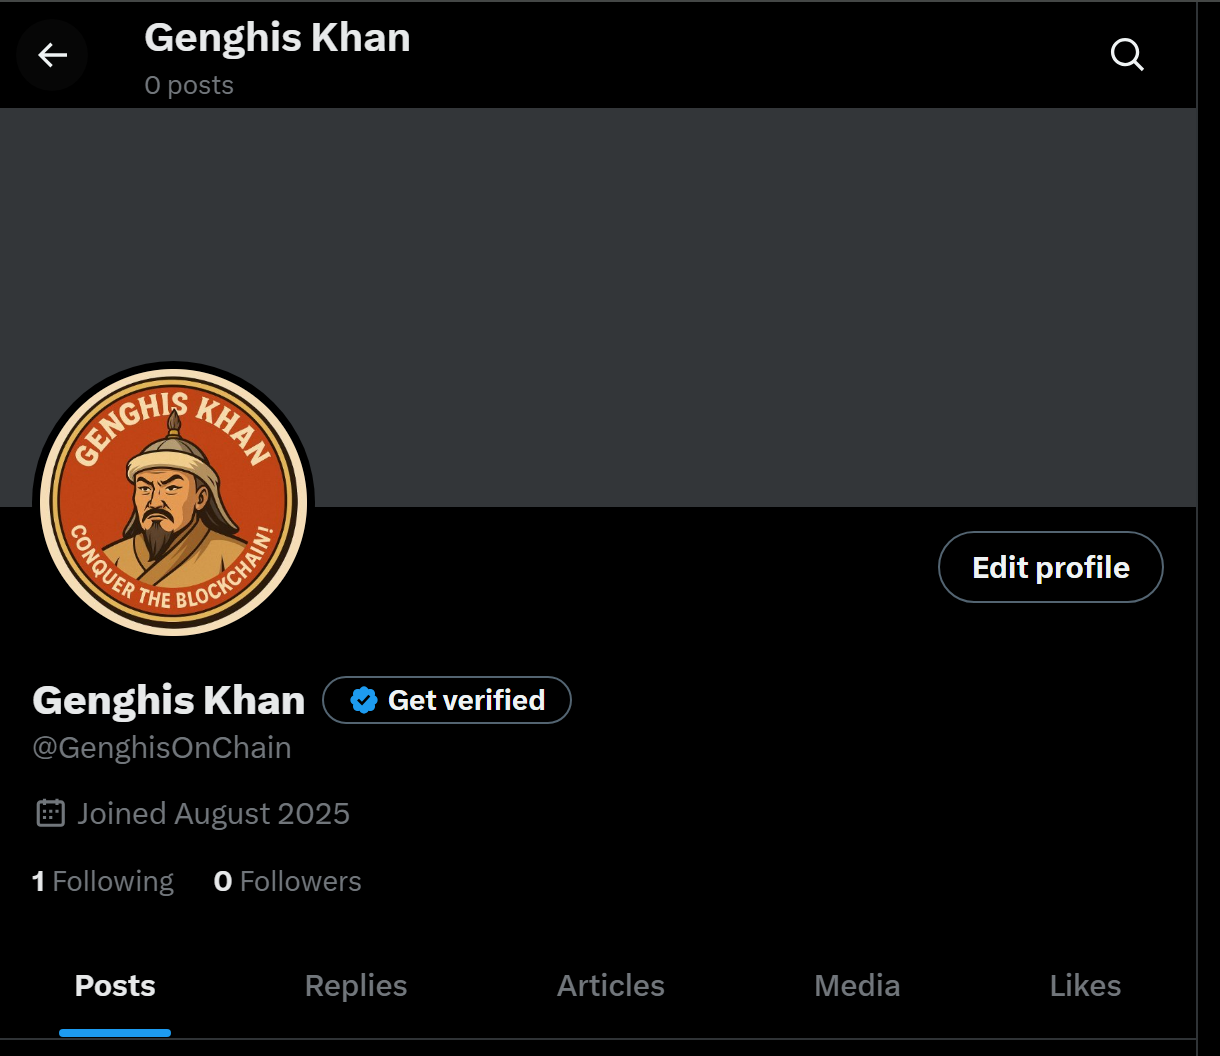 Genghis Khan
0 posts
GENGHIS KHAN
CONQUER THE BLOCKCHAIN!
Edit profile
Genghis Khan Get verified
@GenghisOnChain
Joined August 2025
1 Following 0 Followers
Posts Replies Articles Media Likes